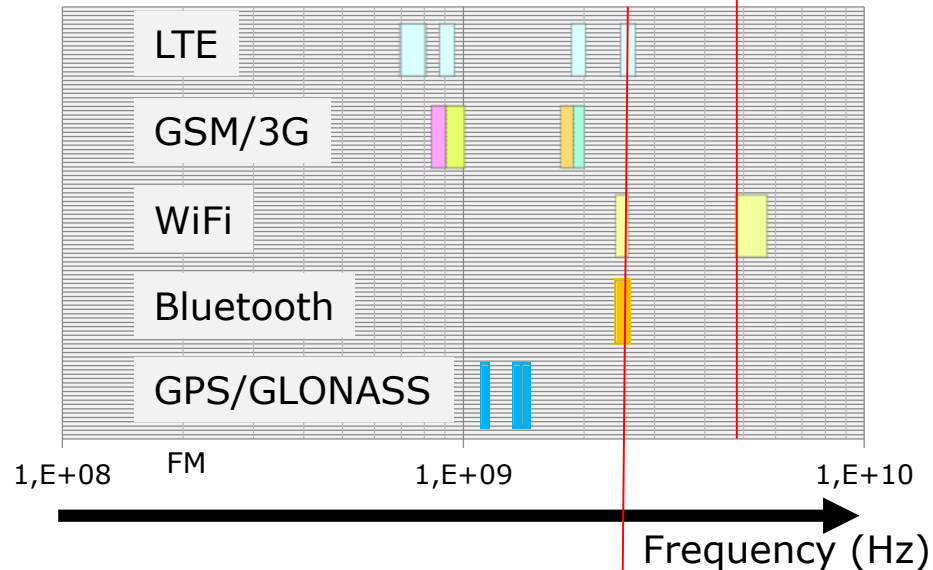 LTE
GSM/3G
WiFi
Bluetooth
GPS/GLONASS
1,E+08
FM
1,E+09
1,E+10
Frequency (Hz)